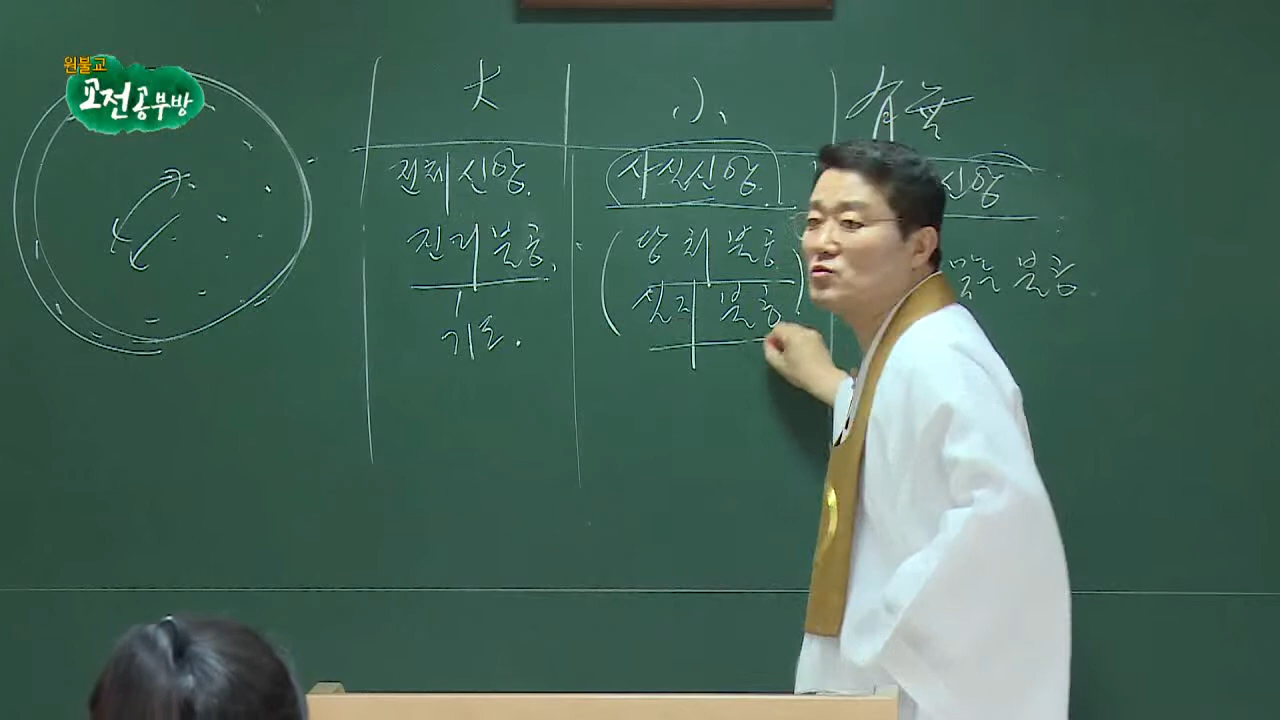 원불교
교전공부방
大 小 有無
전체신앙. 사실신앙. 신앙
진리불공. 당처불공 맞는 불공.
기도. 실지불공